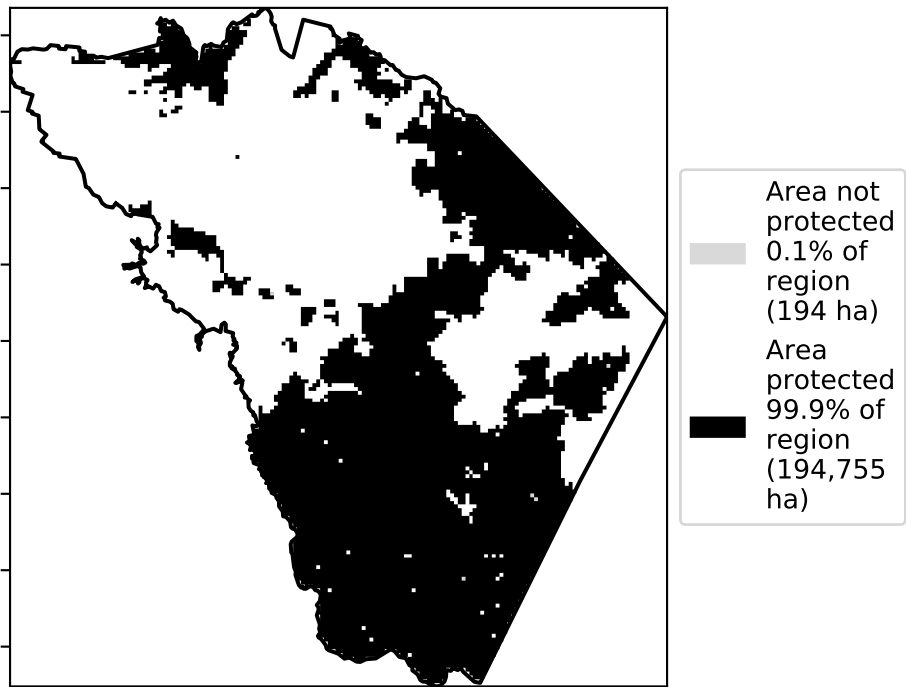 Area not
protected
0.1% of
region
(194 ha)
Area
protected
99.9% of
region
(194,755
ha)